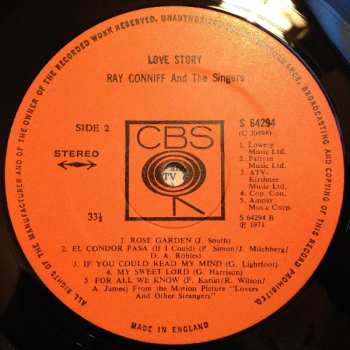 ALL RIGHTS OF THE MANUFACTURER AND OF THE OWNER OF THE RECORDED WORK RESERVED. UNAUTHORISED PUBLIC PERFORMANCE, BROADCASTING AND COPYING OF THIS RECORD PROHIBITED.
LOVE STORY
RAY CONNIFF And The Singers
SIDE 2
CBS
S 64294
STEREO
1. Lowery
Music Ltd.
2. Pattern
Music Ltd.
3. ATV-
Kirshner
Music Ltd.
4. Cop. Con.
5. Ampar
Music Corp.
33⅓
S 64294 B
℗ 1971
1. ROSE GARDEN (J. South)
2. EL CONDOR PASA (If I Could) (P. Simon/J. Milchberg/
D. A. Robles)
3. IF YOU COULD READ MY MIND (G. Lightfoot)
4. MY SWEET LORD (G. Harrison)
5. FOR ALL WE KNOW (F. Karlin/R. Wilson/
A. James) From the Motion Picture "Lovers
And Other Strangers"
MADE IN ENGLAND